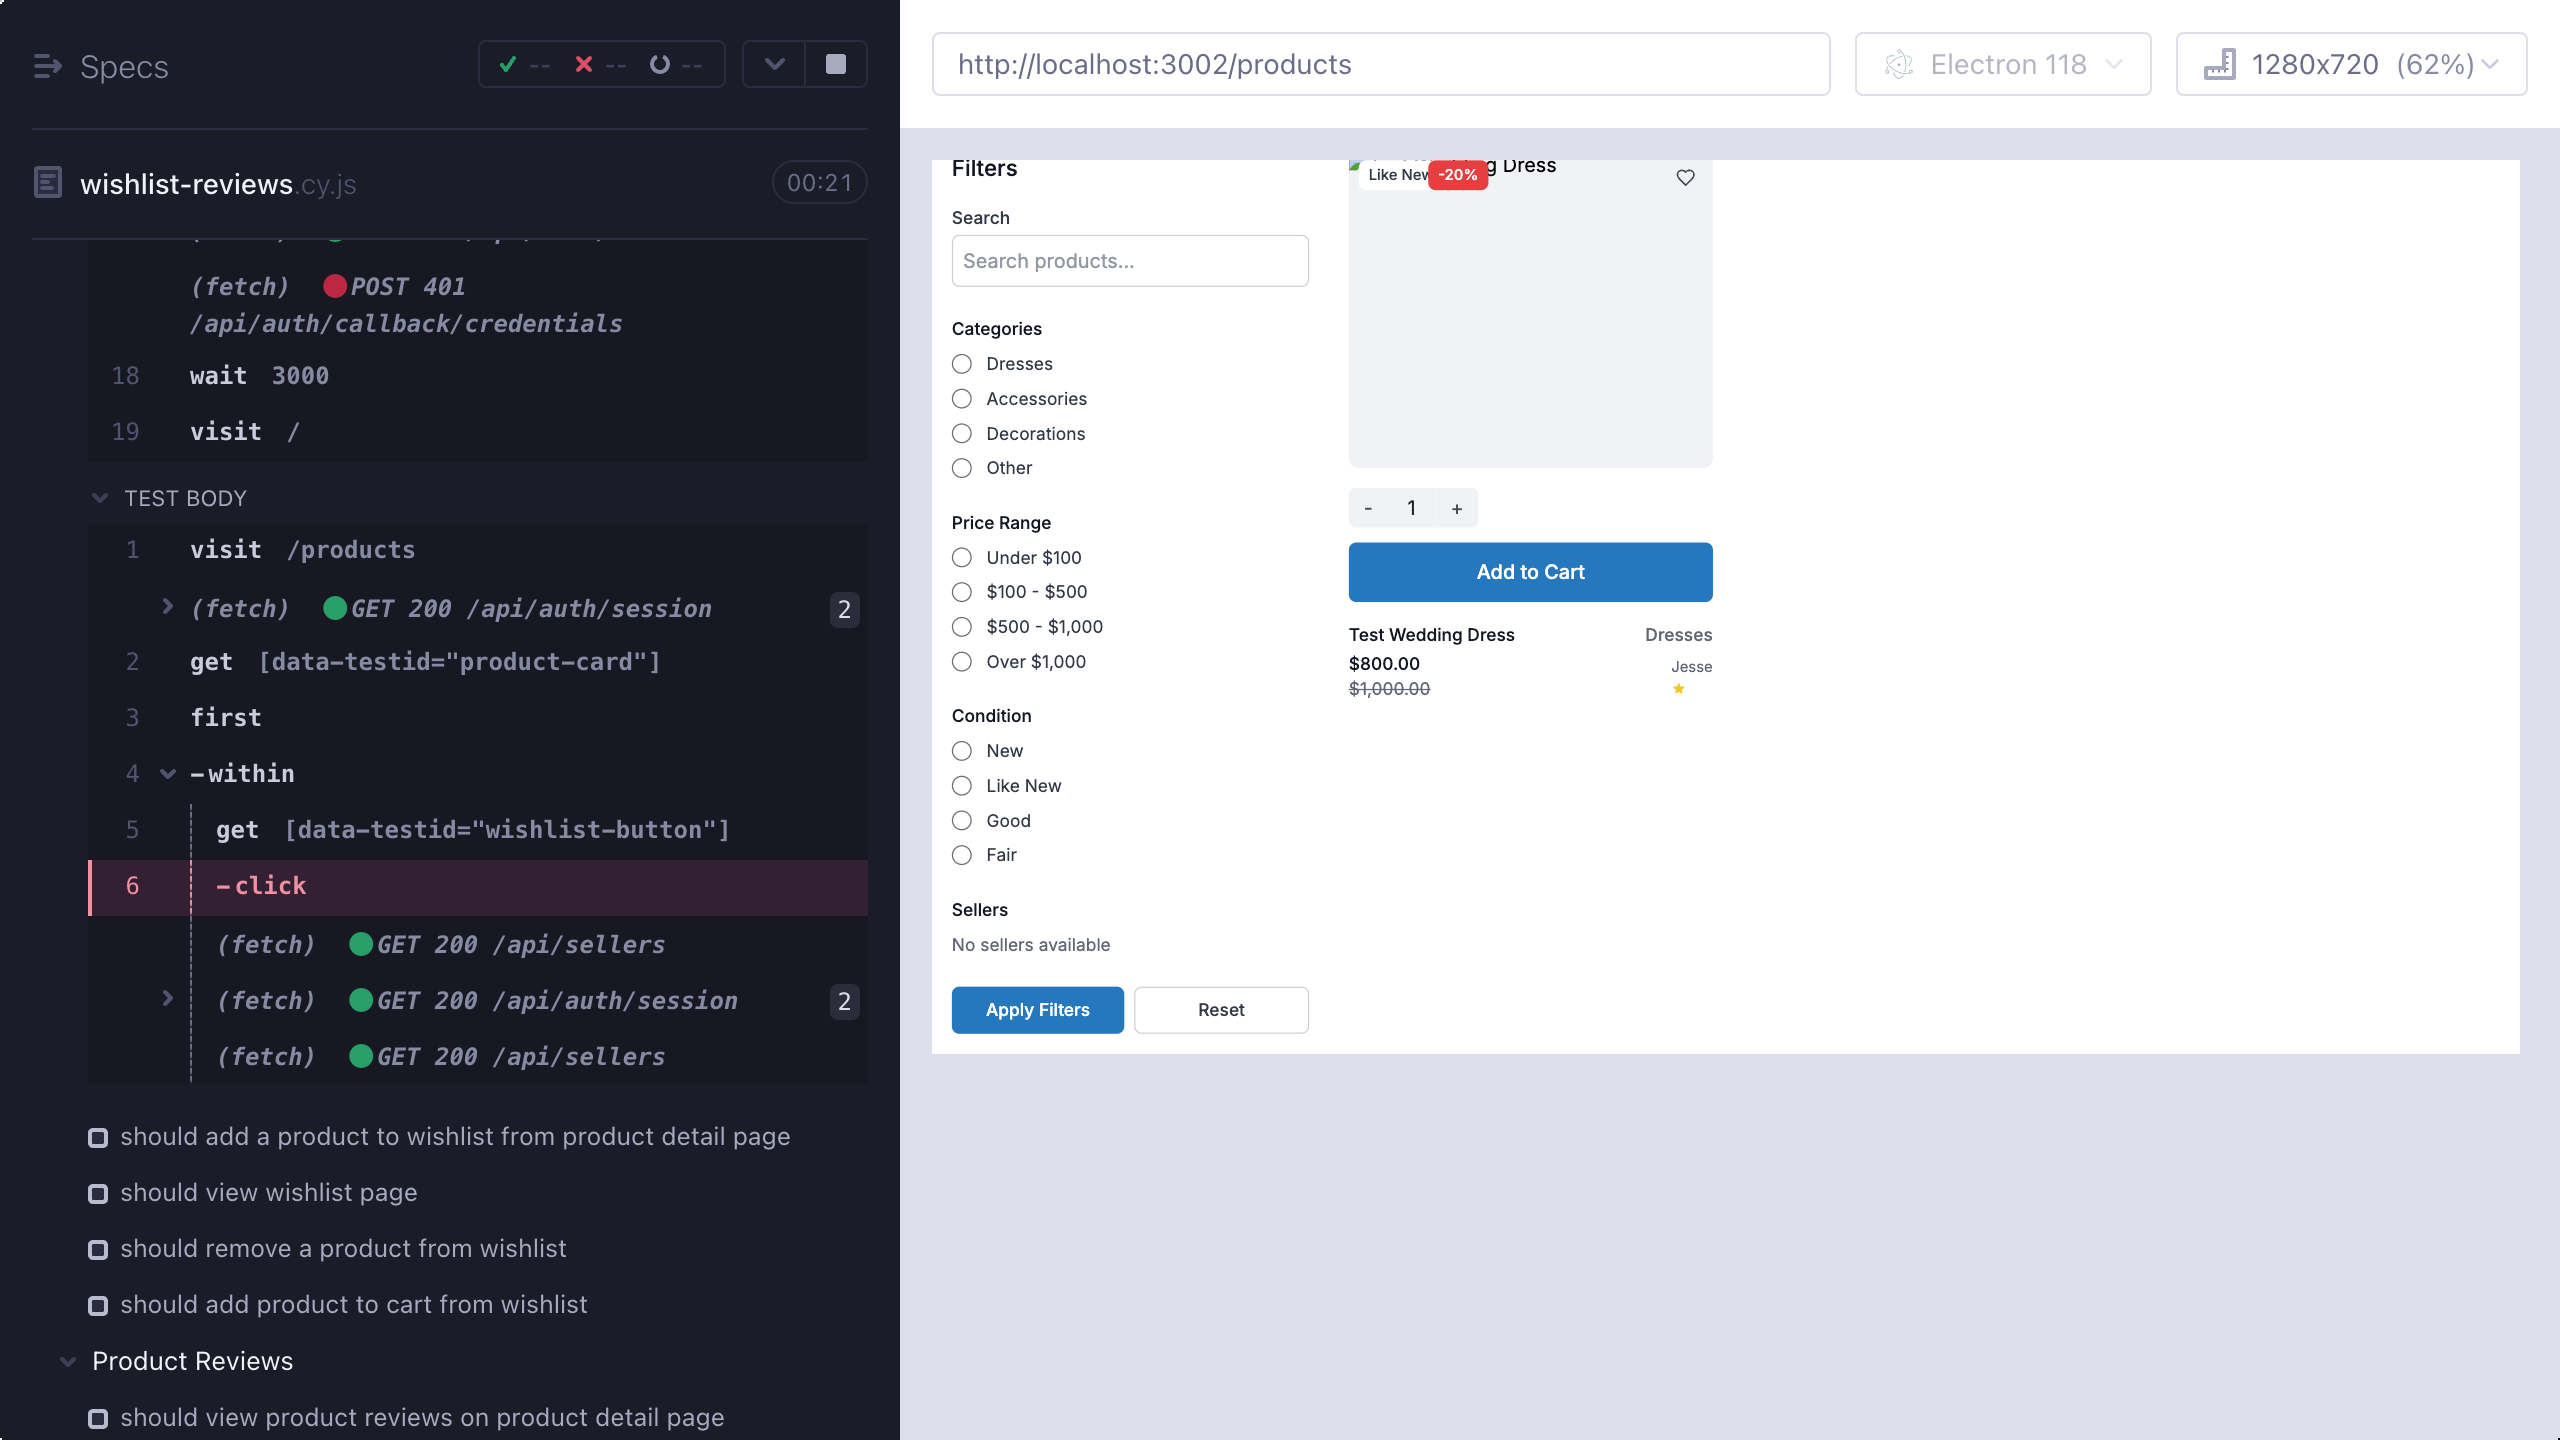 Specs
-- -- --
wishlist-reviews.cy.js
00:21
(fetch) POST 401
/api/auth/callback/credentials
18 wait 3000
19 visit /
TEST BODY
1 visit /products
(fetch) GET 200 /api/auth/session 2
2 get [data-testid="product-card"]
3 first
4 -within
5 get [data-testid="wishlist-button"]
6 -click
(fetch) GET 200 /api/sellers
(fetch) GET 200 /api/auth/session 2
(fetch) GET 200 /api/sellers
should add a product to wishlist from product detail page
should view wishlist page
should remove a product from wishlist
should add product to cart from wishlist
Product Reviews
should view product reviews on product detail page
http://localhost:3002/products
Electron 118
1280x720 (62%)
Filters
Search
Search products...
Categories
Dresses
Accessories
Decorations
Other
Price Range
Under $100
$100 - $500
$500 - $1,000
Over $1,000
Condition
New
Like New
Good
Fair
Sellers
No sellers available
Apply Filters
Reset
Dress
Like New
-20%
- 1 +
Add to Cart
Test Wedding Dress
Dresses
$800.00
Jesse
$1,000.00